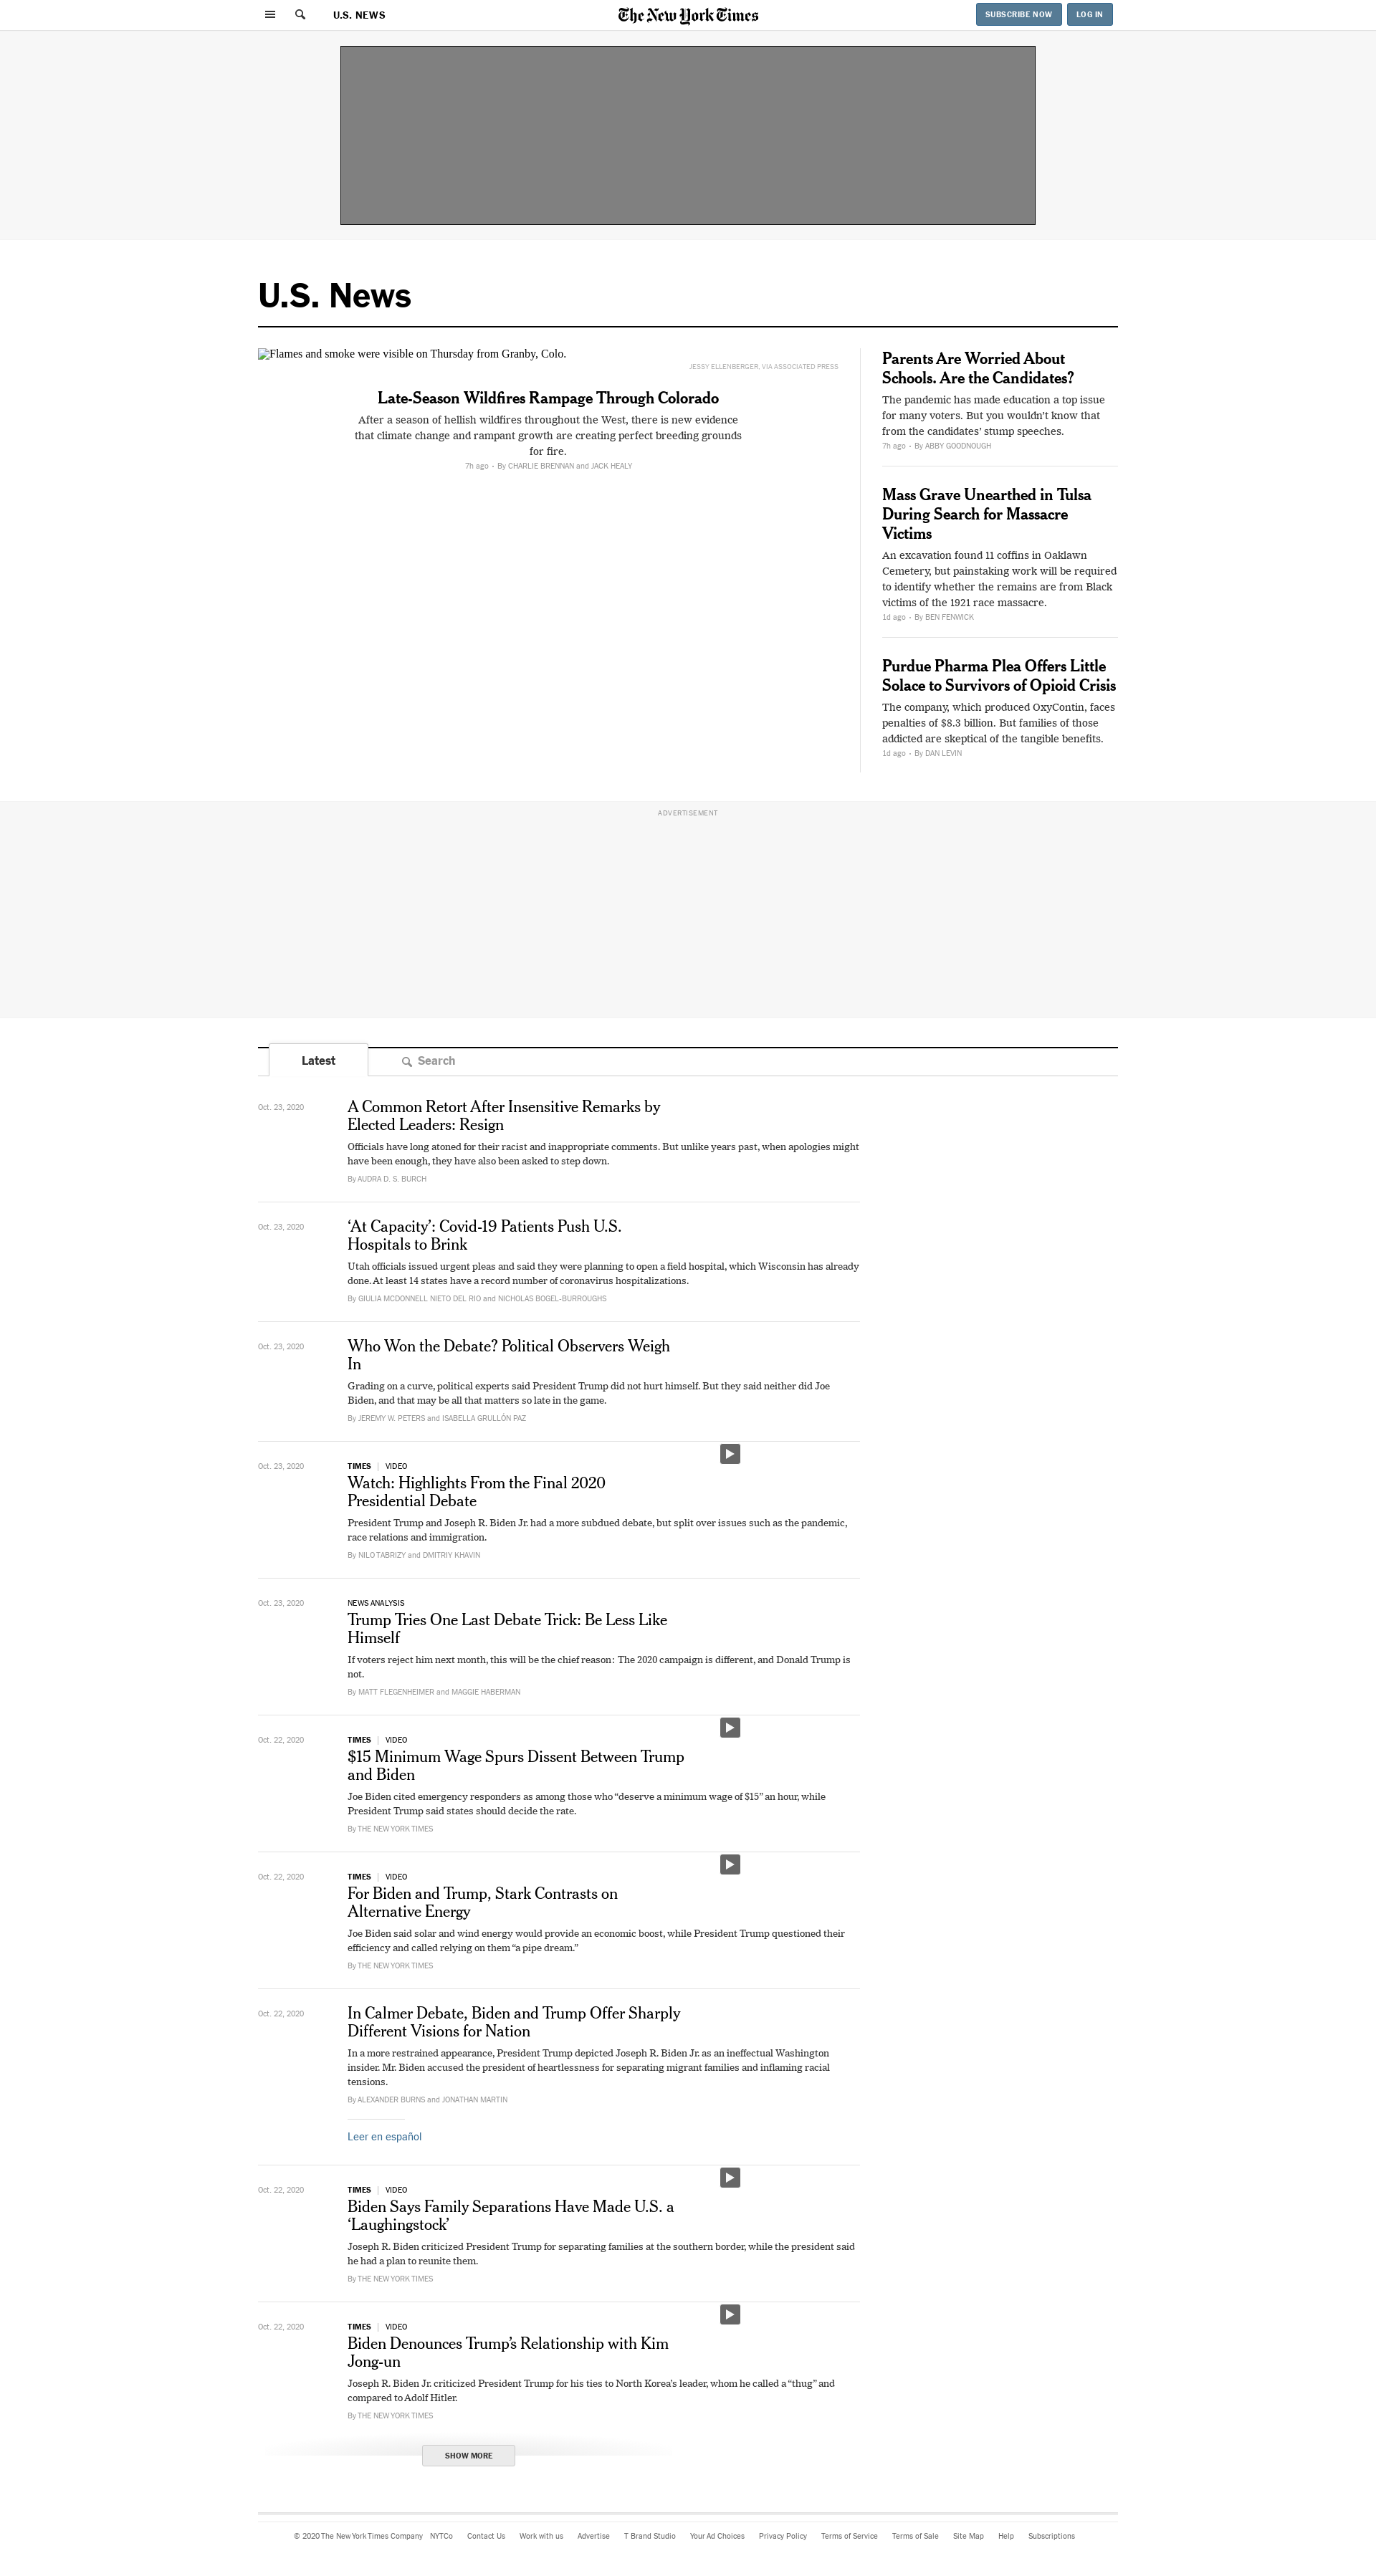 U.S. NEWS
The New York Times
SUBSCRIBE NOW
LOG IN
U.S. News
Flames and smoke were visible on Thursday from Granby, Colo.
JESSY ELLENBERGER, VIA ASSOCIATED PRESS
Late-Season Wildfires Rampage Through Colorado
After a season of hellish wildfires throughout the West, there is new evidence
that climate change and rampant growth are creating perfect breeding grounds
for fire.
7h ago • By CHARLIE BRENNAN and JACK HEALY
Parents Are Worried About
Schools. Are the Candidates?
The pandemic has made education a top issue
for many voters. But you wouldn't know it
from the candidates' stump speeches.
7h ago • By ABBY GOODNOUGH
Mass Grave Unearthed in Tulsa
During Search for Massacre
Victims
An excavation found 11 coffins in Oaklawn
Cemetery, but painstaking work will be required
to identify whether the remains are from Black
victims of the 1921 race massacre.
1d ago • By BEN FENWICK
Purdue Pharma Plea Offers Little
Solace to Survivors of Opioid Crisis
The company, which produced OxyContin, faces
penalties of $8.3 billion. But families of those
addicted are skeptical of the tangible benefits.
1d ago • By DAN LEVIN
ADVERTISEMENT
Latest
Search
Oct. 23, 2020
A Common Retort After Insensitive Remarks by
Elected Leaders: Resign
Officials have long atoned for their racist and inappropriate comments. But unlike years past, when apologies might
have been enough, they have also been asked to step down.
By AUDRA D. S. BURCH
Oct. 23, 2020
‘At Capacity’: Covid-19 Patients Push U.S.
Hospitals to Brink
Utah officials issued urgent pleas and said they were planning to open a field hospital, which Wisconsin has already
done. At least 14 states have a record number of coronavirus hospitalizations.
By GIULIA MCDONNELL NIETO DEL RIO and NICHOLAS BOGEL-BURROUGHS
Oct. 23, 2020
Who Won the Debate? Political Observers Weigh
In
Grading on a curve, political experts said President Trump did not hurt himself. But they said neither did Joe
Biden, and that may be all that matters so late in the game.
By JEREMY W. PETERS and ISABELLA GRULLÓN PAZ
Oct. 23, 2020
TIMES | VIDEO
Watch: Highlights From the Final 2020
Presidential Debate
President Trump and Joseph R. Biden Jr. had a more subdued debate, but split over issues such as the pandemic,
race relations and immigration.
By NILO TABRIZY and DMITRIY KHAVIN
Oct. 23, 2020
NEWS ANALYSIS
Trump Tries One Last Debate Trick: Be Less Like
Himself
If voters reject him next month, this will be the chief reason: The 2020 campaign is different, and Donald Trump is
not.
By MATT FLEGENHEIMER and MAGGIE HABERMAN
Oct. 22, 2020
TIMES | VIDEO
$15 Minimum Wage Spurs Dissent Between Trump
and Biden
Joe Biden cited emergency responders as among those who “deserve a minimum wage of $15” an hour, while
President Trump said states should decide the rate.
By THE NEW YORK TIMES
Oct. 22, 2020
TIMES | VIDEO
For Biden and Trump, Stark Contrasts on
Alternative Energy
Joe Biden said solar and wind energy would provide an economic boost, while President Trump questioned their
efficiency and called relying on them “a pipe dream.”
By THE NEW YORK TIMES
Oct. 22, 2020
In Calmer Debate, Biden and Trump Offer Sharply
Different Visions for Nation
In a more restrained appearance, President Trump depicted Joseph R. Biden Jr. as an ineffectual Washington
insider. Mr. Biden accused the president of heartlessness for separating migrant families and inflaming racial
tensions.
By ALEXANDER BURNS and JONATHAN MARTIN
Leer en español
Oct. 22, 2020
TIMES | VIDEO
Biden Says Family Separations Have Made U.S. a
‘Laughingstock’
Joseph R. Biden criticized President Trump for separating families at the southern border, while the president said
he had a plan to reunite them.
By THE NEW YORK TIMES
Oct. 22, 2020
TIMES | VIDEO
Biden Denounces Trump’s Relationship with Kim
Jong-un
Joseph R. Biden Jr. criticized President Trump for his ties to North Korea’s leader, whom he called a “thug” and
compared to Adolf Hitler.
By THE NEW YORK TIMES
SHOW MORE
© 2020 The New York Times Company NYTCo Contact Us Work with us Advertise T Brand Studio Your Ad Choices Privacy Policy Terms of Service Terms of Sale Site Map Help Subscriptions